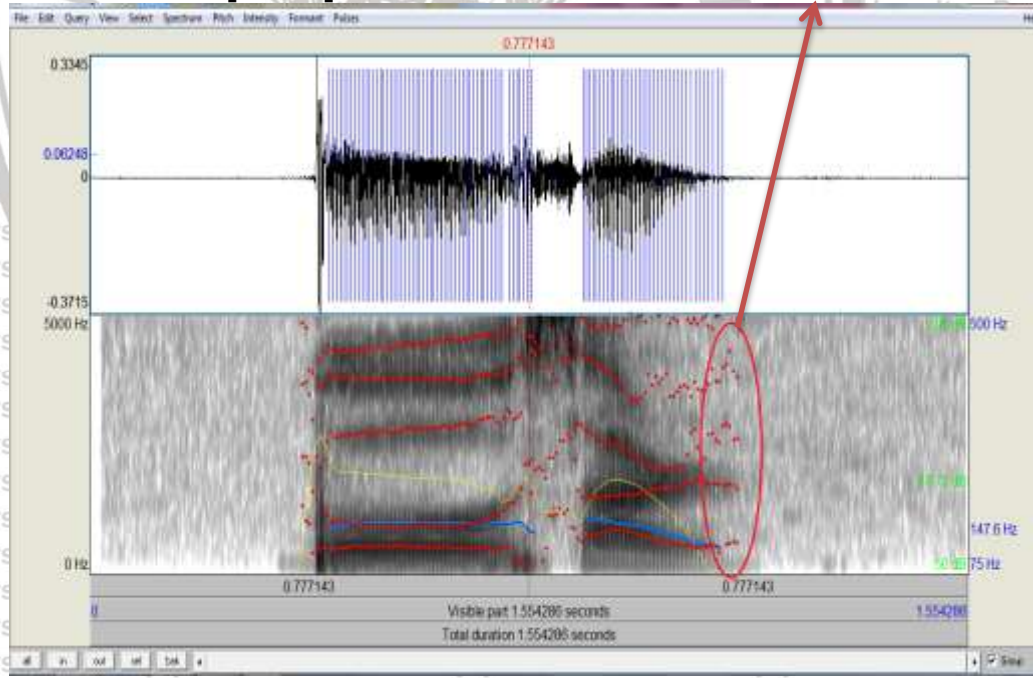 File Edit Query View Select Spectrum Pitch Intensity Formant Pulses
0.777143
0.3345
0.06248
0
-0.3715
5000 Hz
500 Hz
147.6 Hz
0 Hz
75 Hz
0.777143
0.777143
0
Visible part 1.554286 seconds
1.554286
Total duration 1.554286 seconds
all in out sel bak